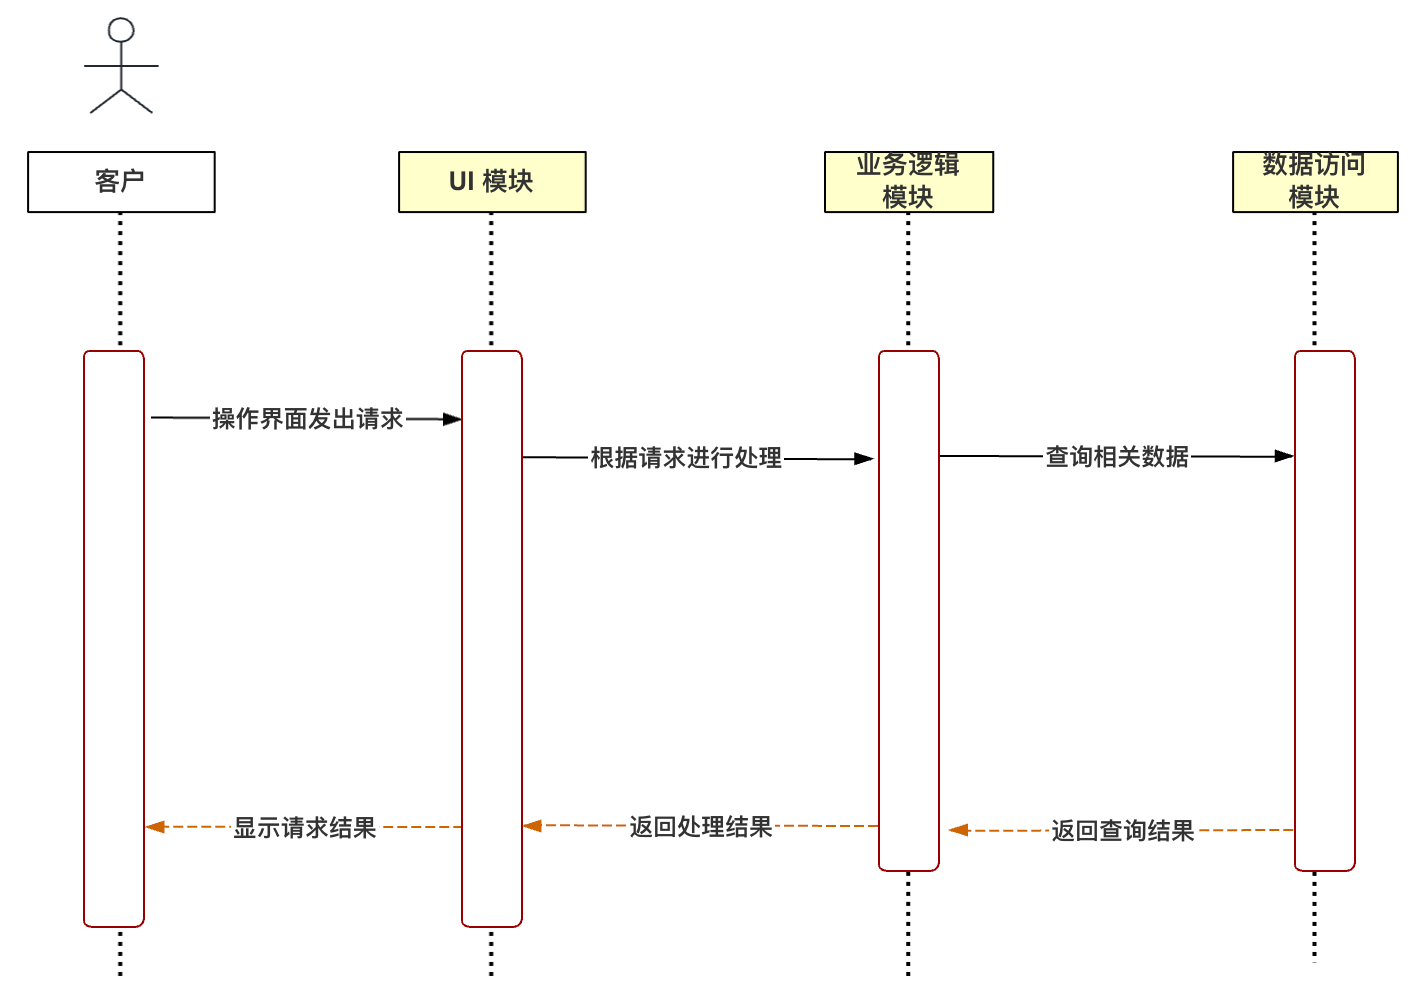 客户
UI 模块
业务逻辑
模块
数据访问
模块
操作界面发出请求
根据请求进行处理
查询相关数据
显示请求结果
返回处理结果
返回查询结果